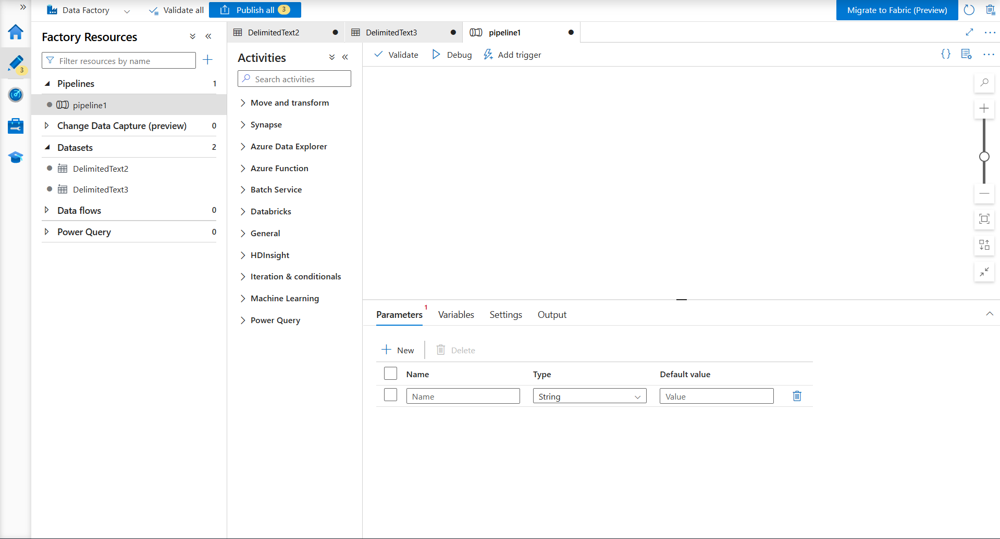 Data Factory
Validate all
Publish all 3
Migrate to Fabric (Preview)
3
Factory Resources
Filter resources by name
Pipelines 1
pipeline1
Change Data Capture (preview) 0
Datasets 2
DelimitedText2
DelimitedText3
Data flows 0
Power Query 0
DelimitedText2
DelimitedText3
pipeline1
Activities
Search activities
Move and transform
Synapse
Azure Data Explorer
Azure Function
Batch Service
Databricks
General
HDInsight
Iteration & conditionals
Machine Learning
Power Query
Validate
Debug
Add trigger
{}
Parameters 1
Variables
Settings
Output
New
Delete
Name Type Default value
Name String Value